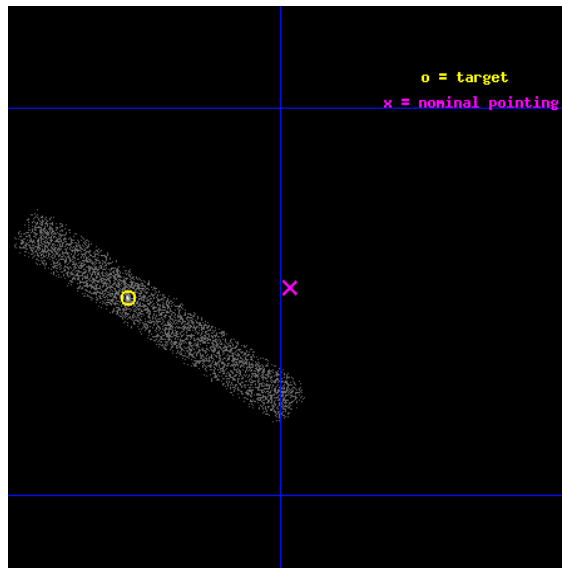 o = target
x = nominal pointing